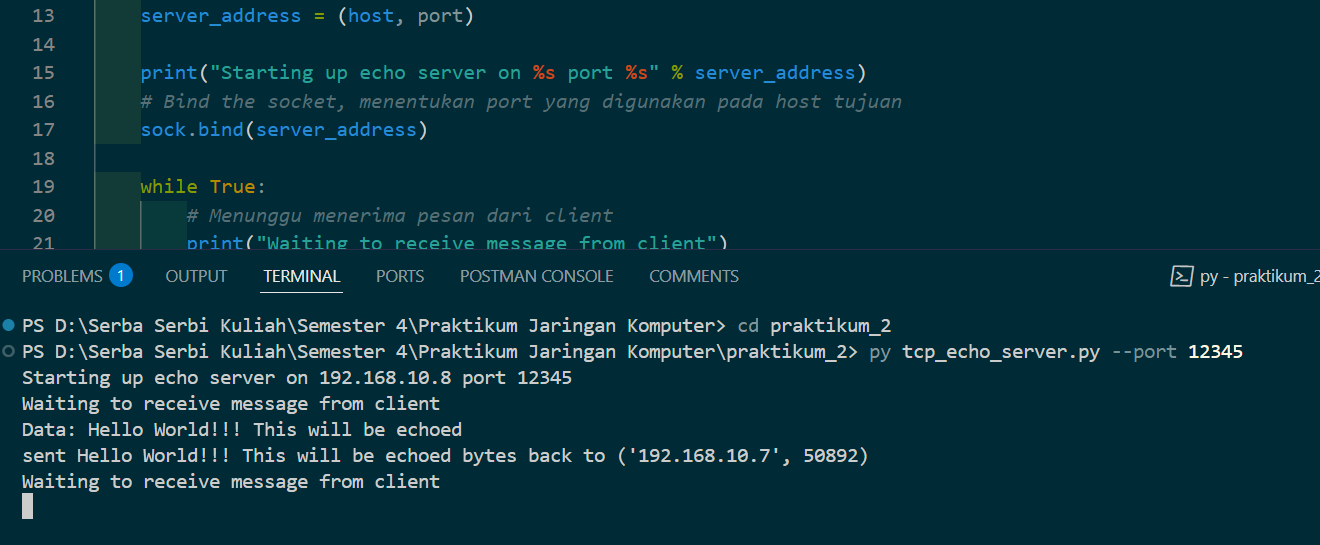 13 server_address = (host, port)
14
15 print("Starting up echo server on %s port %s" % server_address)
16 # Bind the socket, menentukan port yang digunakan pada host tujuan
17 sock.bind(server_address)
18
19 while True:
20 # Menunggu menerima pesan dari client
21 print("Waiting to receive message from client")
PROBLEMS 1 OUTPUT TERMINAL PORTS POSTMAN CONSOLE COMMENTS py - praktikum_2
PS D:\Serba Serbi Kuliah\Semester 4\Praktikum Jaringan Komputer> cd praktikum_2
PS D:\Serba Serbi Kuliah\Semester 4\Praktikum Jaringan Komputer\praktikum_2> py tcp_echo_server.py --port 12345
Starting up echo server on 192.168.10.8 port 12345
Waiting to receive message from client
Data: Hello World!!! This will be echoed
sent Hello World!!! This will be echoed bytes back to ('192.168.10.7', 50892)
Waiting to receive message from client